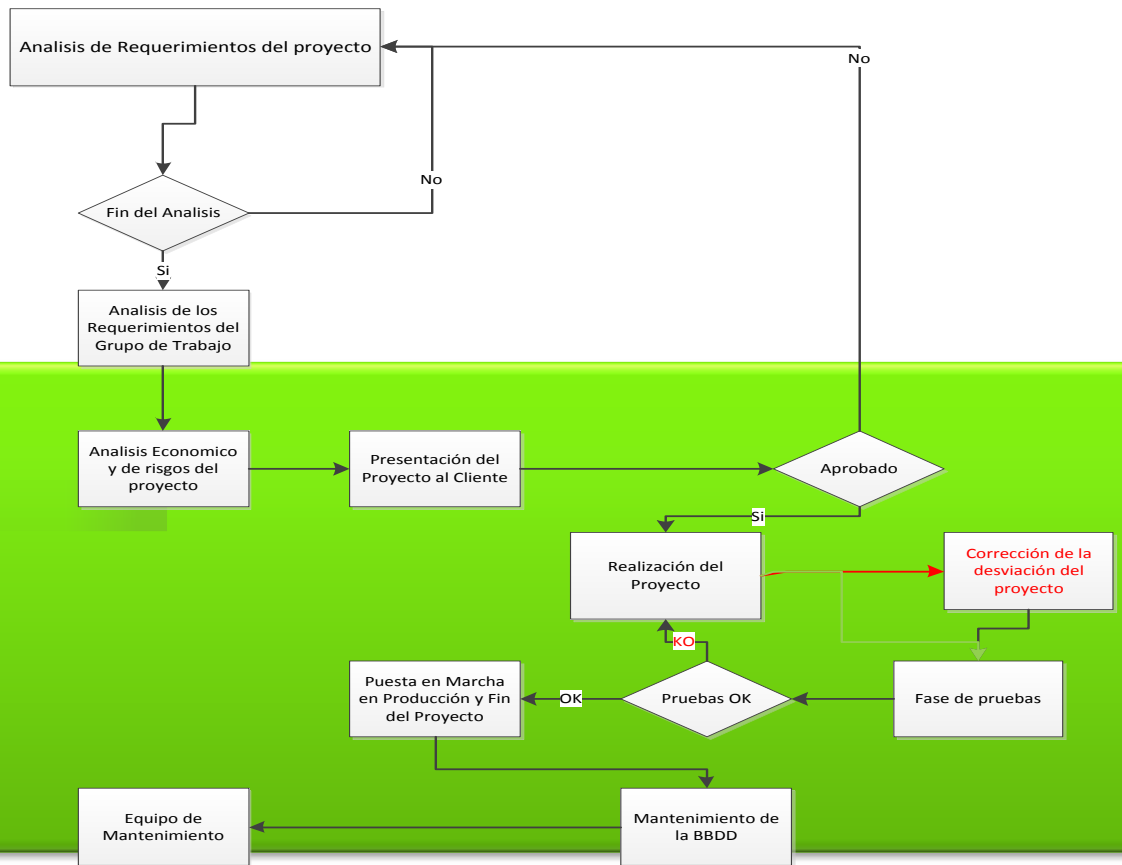 Analisis de Requerimientos del proyecto
No
No
Fin del Analisis
Si
Analisis de los
Requerimientos del
Grupo de Trabajo
Analisis Economico
y de risgos del
proyecto
Presentación del
Proyecto al Cliente
Aprobado
Si
Realización del
Proyecto
Corrección de la
desviación del
proyecto
KO
Puesta en Marcha
en Producción y Fin
del Proyecto
OK
Pruebas OK
Fase de pruebas
Equipo de
Mantenimiento
Mantenimiento de
la BBDD